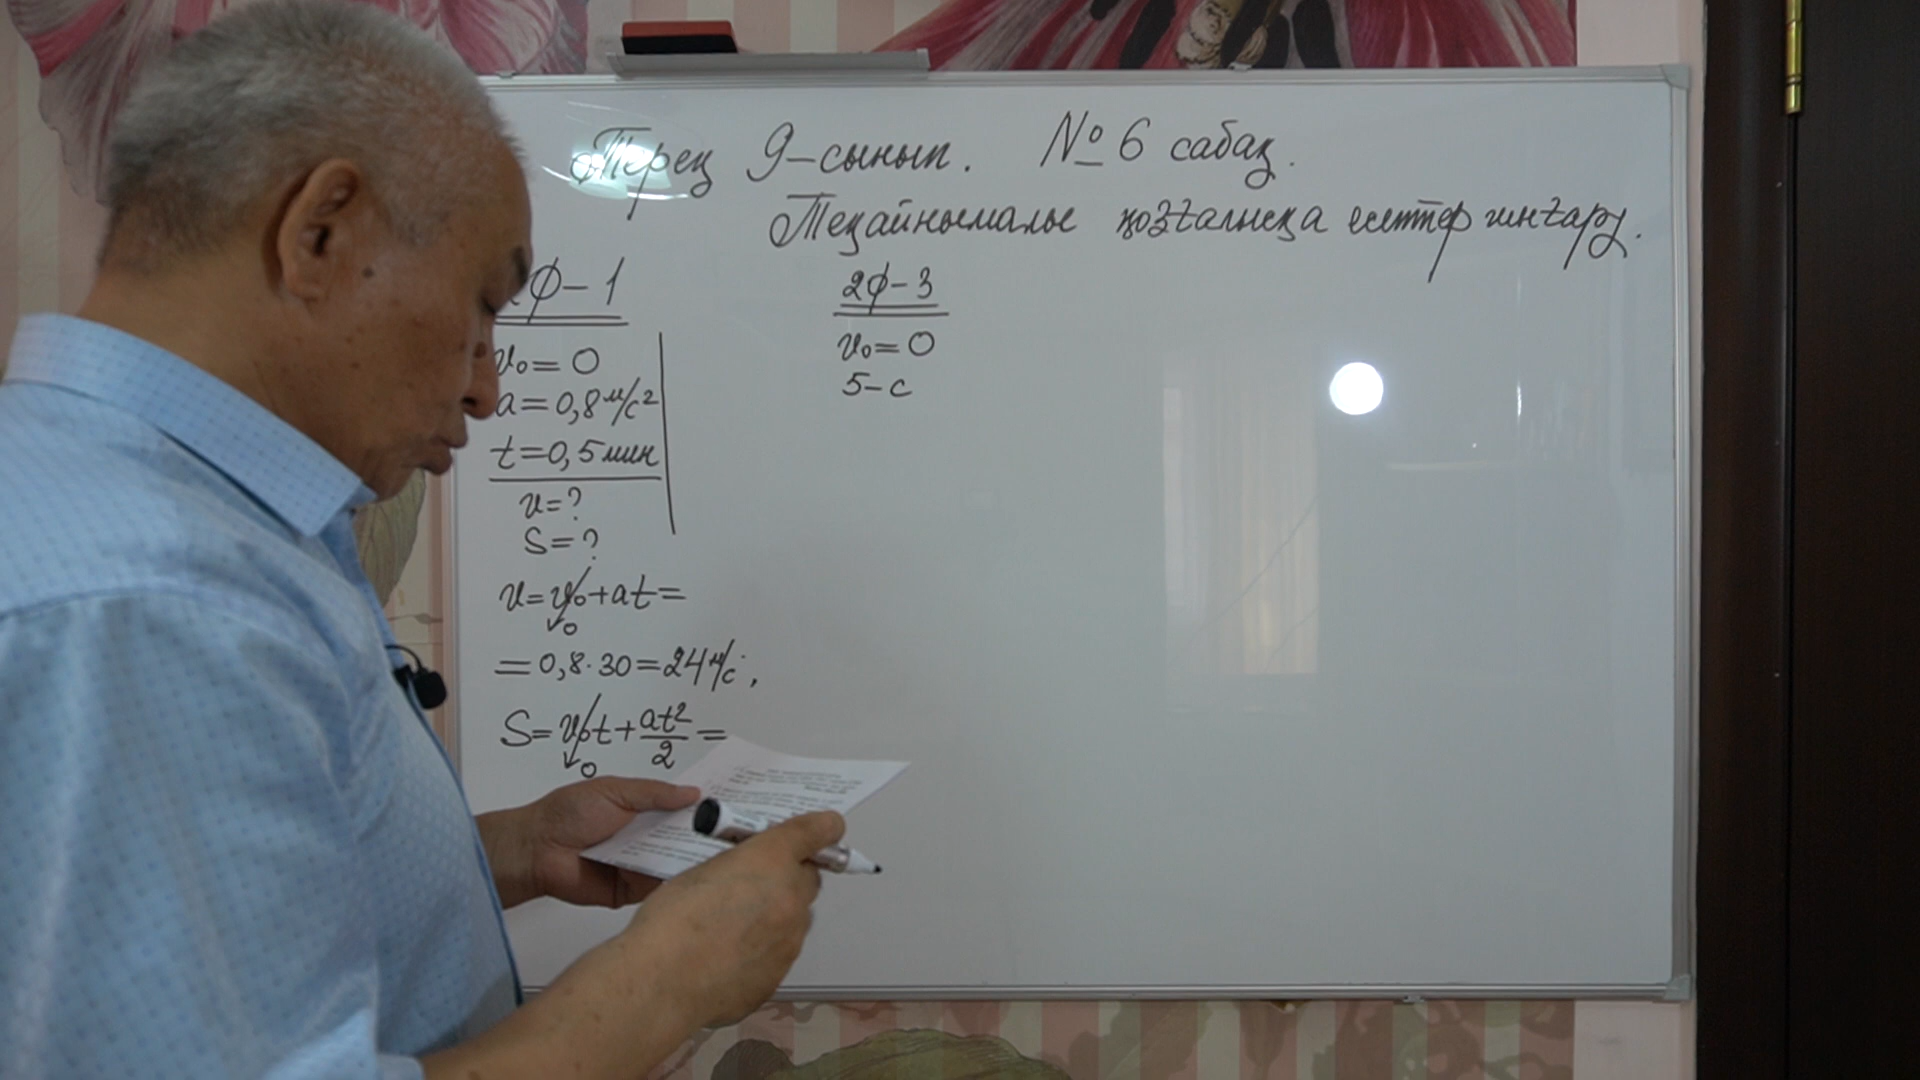 Терең 9-сынып. № 6 сабақ.
Теңайнымалы қозғалысқа есептер шығару.
2ф-1
v₀=0
a=0,8 м/с²
t=0,5 мин
v=?
S=?
v=v₀+at=
0
=0,8·30=24 м/с,
S=v₀t+at²/2=
0
2ф-3
v₀=0
5-с